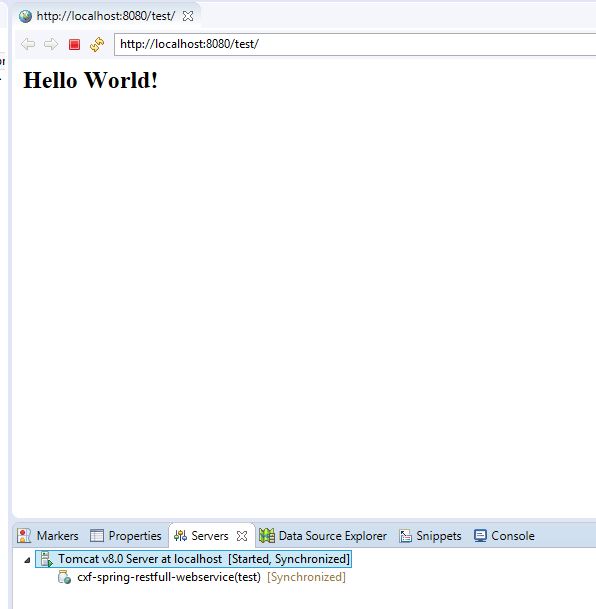 http://localhost:8080/test/
http://localhost:8080/test/
Hello World!
Markers Properties Servers Data Source Explorer Snippets Console
Tomcat v8.0 Server at localhost [Started, Synchronized]
cxf-spring-restfull-webservice(test) [Synchronized]